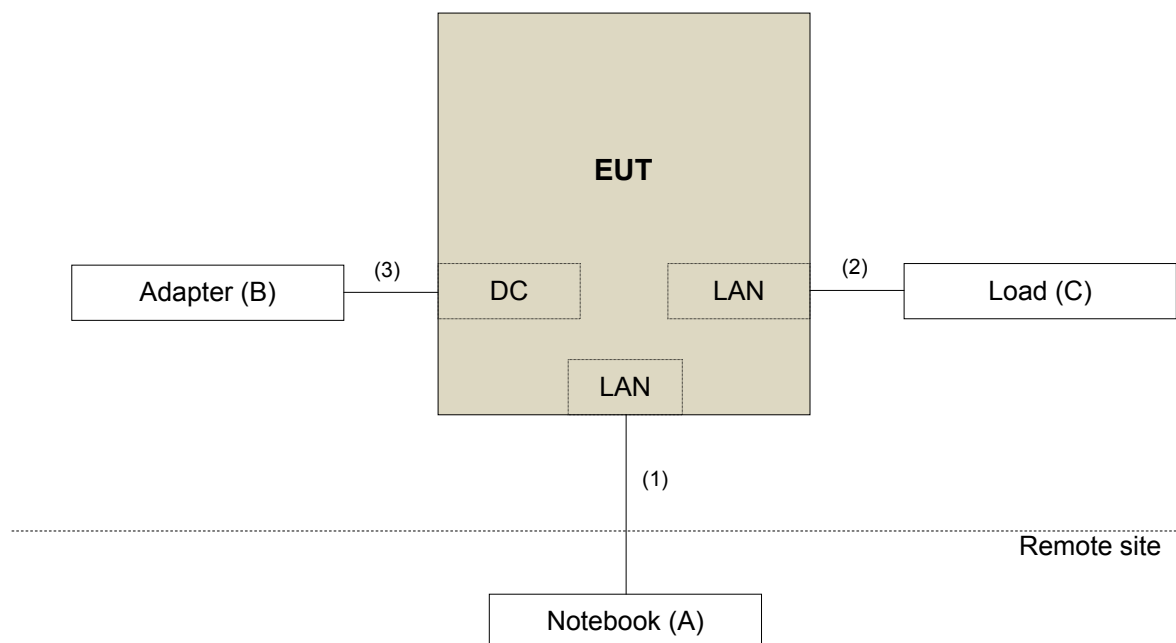 EUT
(3)
(2)
Adapter (B)
DC
LAN
Load (C)
LAN
(1)
Remote site
Notebook (A)